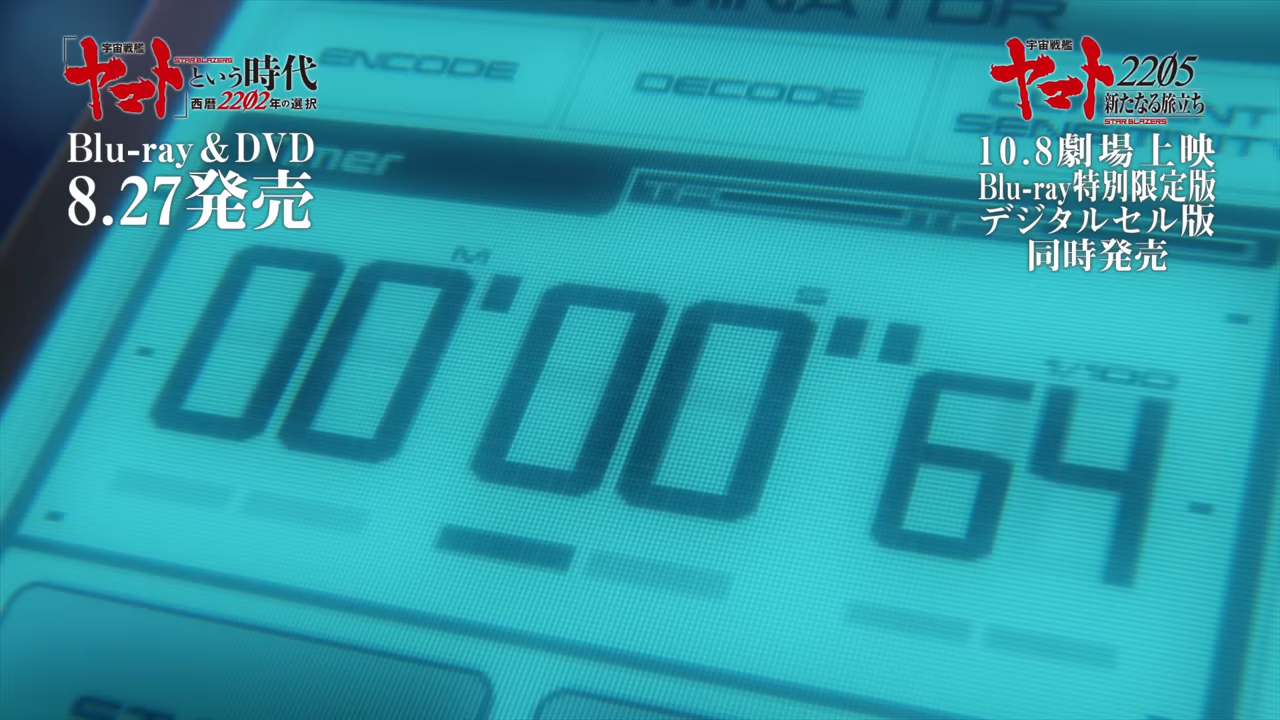 「宇宙戦艦
ヤマト」
STAR BLAZERS
という時代
西暦2202年の選択
Blu-ray & DVD
8.27発売
宇宙戦艦
ヤマト2205
新たなる旅立ち
STAR BLAZERS
10.8劇場上映
Blu-ray特別限定版
デジタルセル版
同時発売
ENCODE
DECODE
M
S
1/100
00'00"64